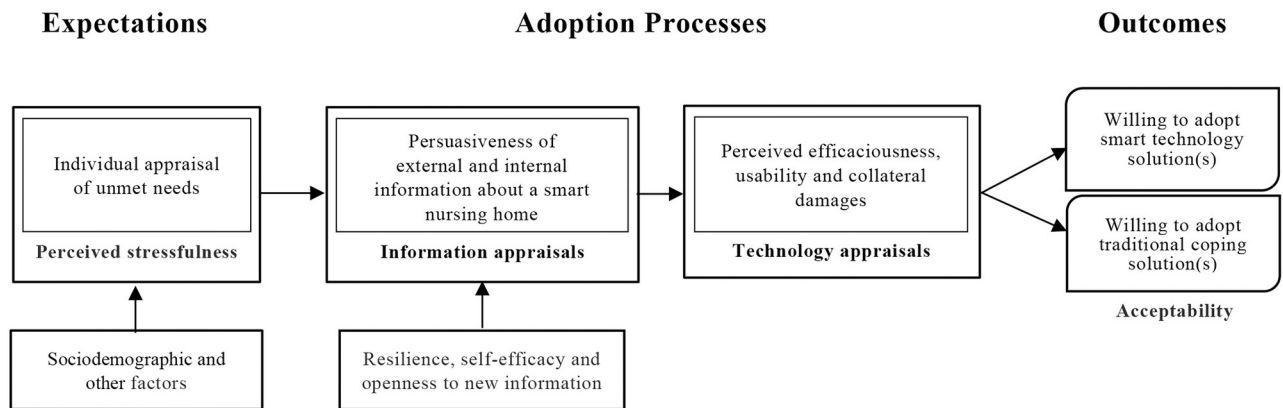 Expectations
Adoption Processes
Outcomes
Individual appraisal
of unmet needs
Perceived stressfulness
Persuasiveness of
external and internal
information about a smart
nursing home
Information appraisals
Perceived efficaciousness,
usability and collateral
damages
Technology appraisals
Willing to adopt
smart technology
solution(s)
Willing to adopt
traditional coping
solution(s)
Acceptability
Sociodemographic and
other factors
Resilience, self-efficacy and
openness to new information